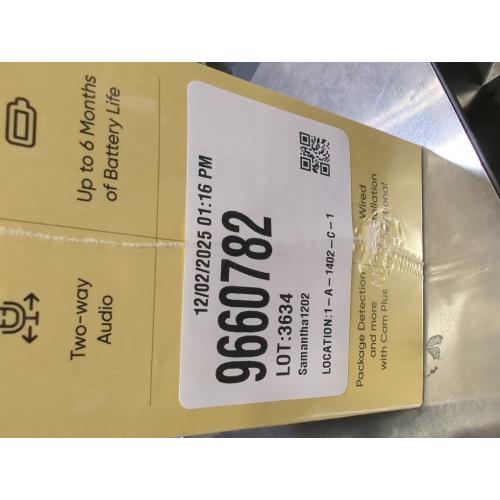 Up to 6 Months
of Battery Life
Two-way
Audio
12/02/2025 01:16 PM
9660782
LOT:3634
Samantha1202
LOCATION:1-A-1402-C-1
Package Detection
and more
with Cam Plus
Wired